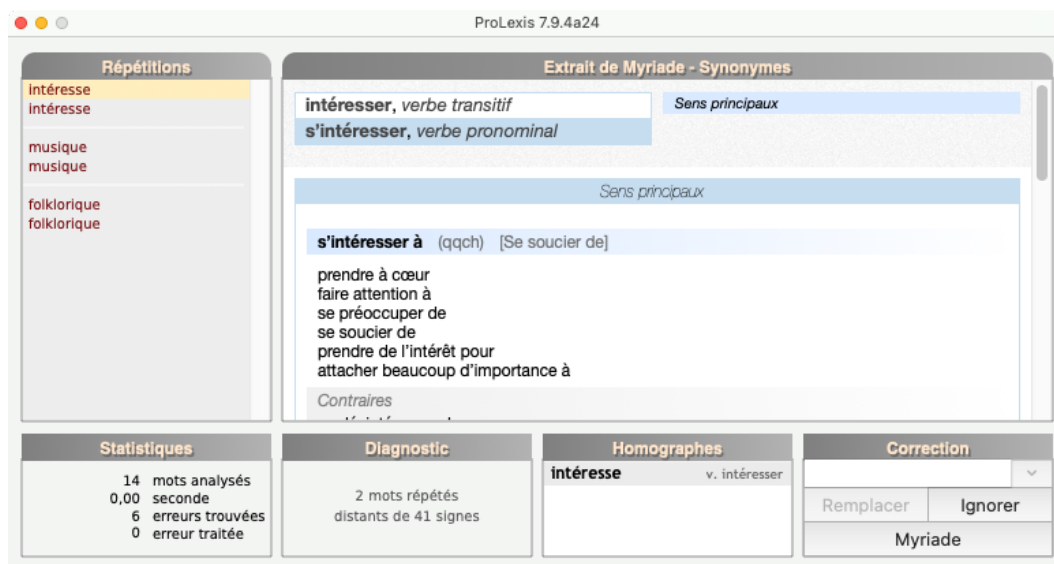 ProLexis 7.9.4a24
Répétitions
intéresse
intéresse
musique
musique
folklorique
folklorique
Extrait de Myriade - Synonymes
intéresser, verbe transitif
s'intéresser, verbe pronominal
Sens principaux
Sens principaux
s'intéresser à (qqch) [Se soucier de]
prendre à cœur
faire attention à
se préoccuper de
se soucier de
prendre de l'intérêt pour
attacher beaucoup d'importance à
Contraires
Statistiques
14 mots analysés
0,00 seconde
6 erreurs trouvées
0 erreur traitée
Diagnostic
2 mots répétés
distants de 41 signes
Homographes
intéresse v. intéresser
Correction
Remplacer Ignorer
Myriade